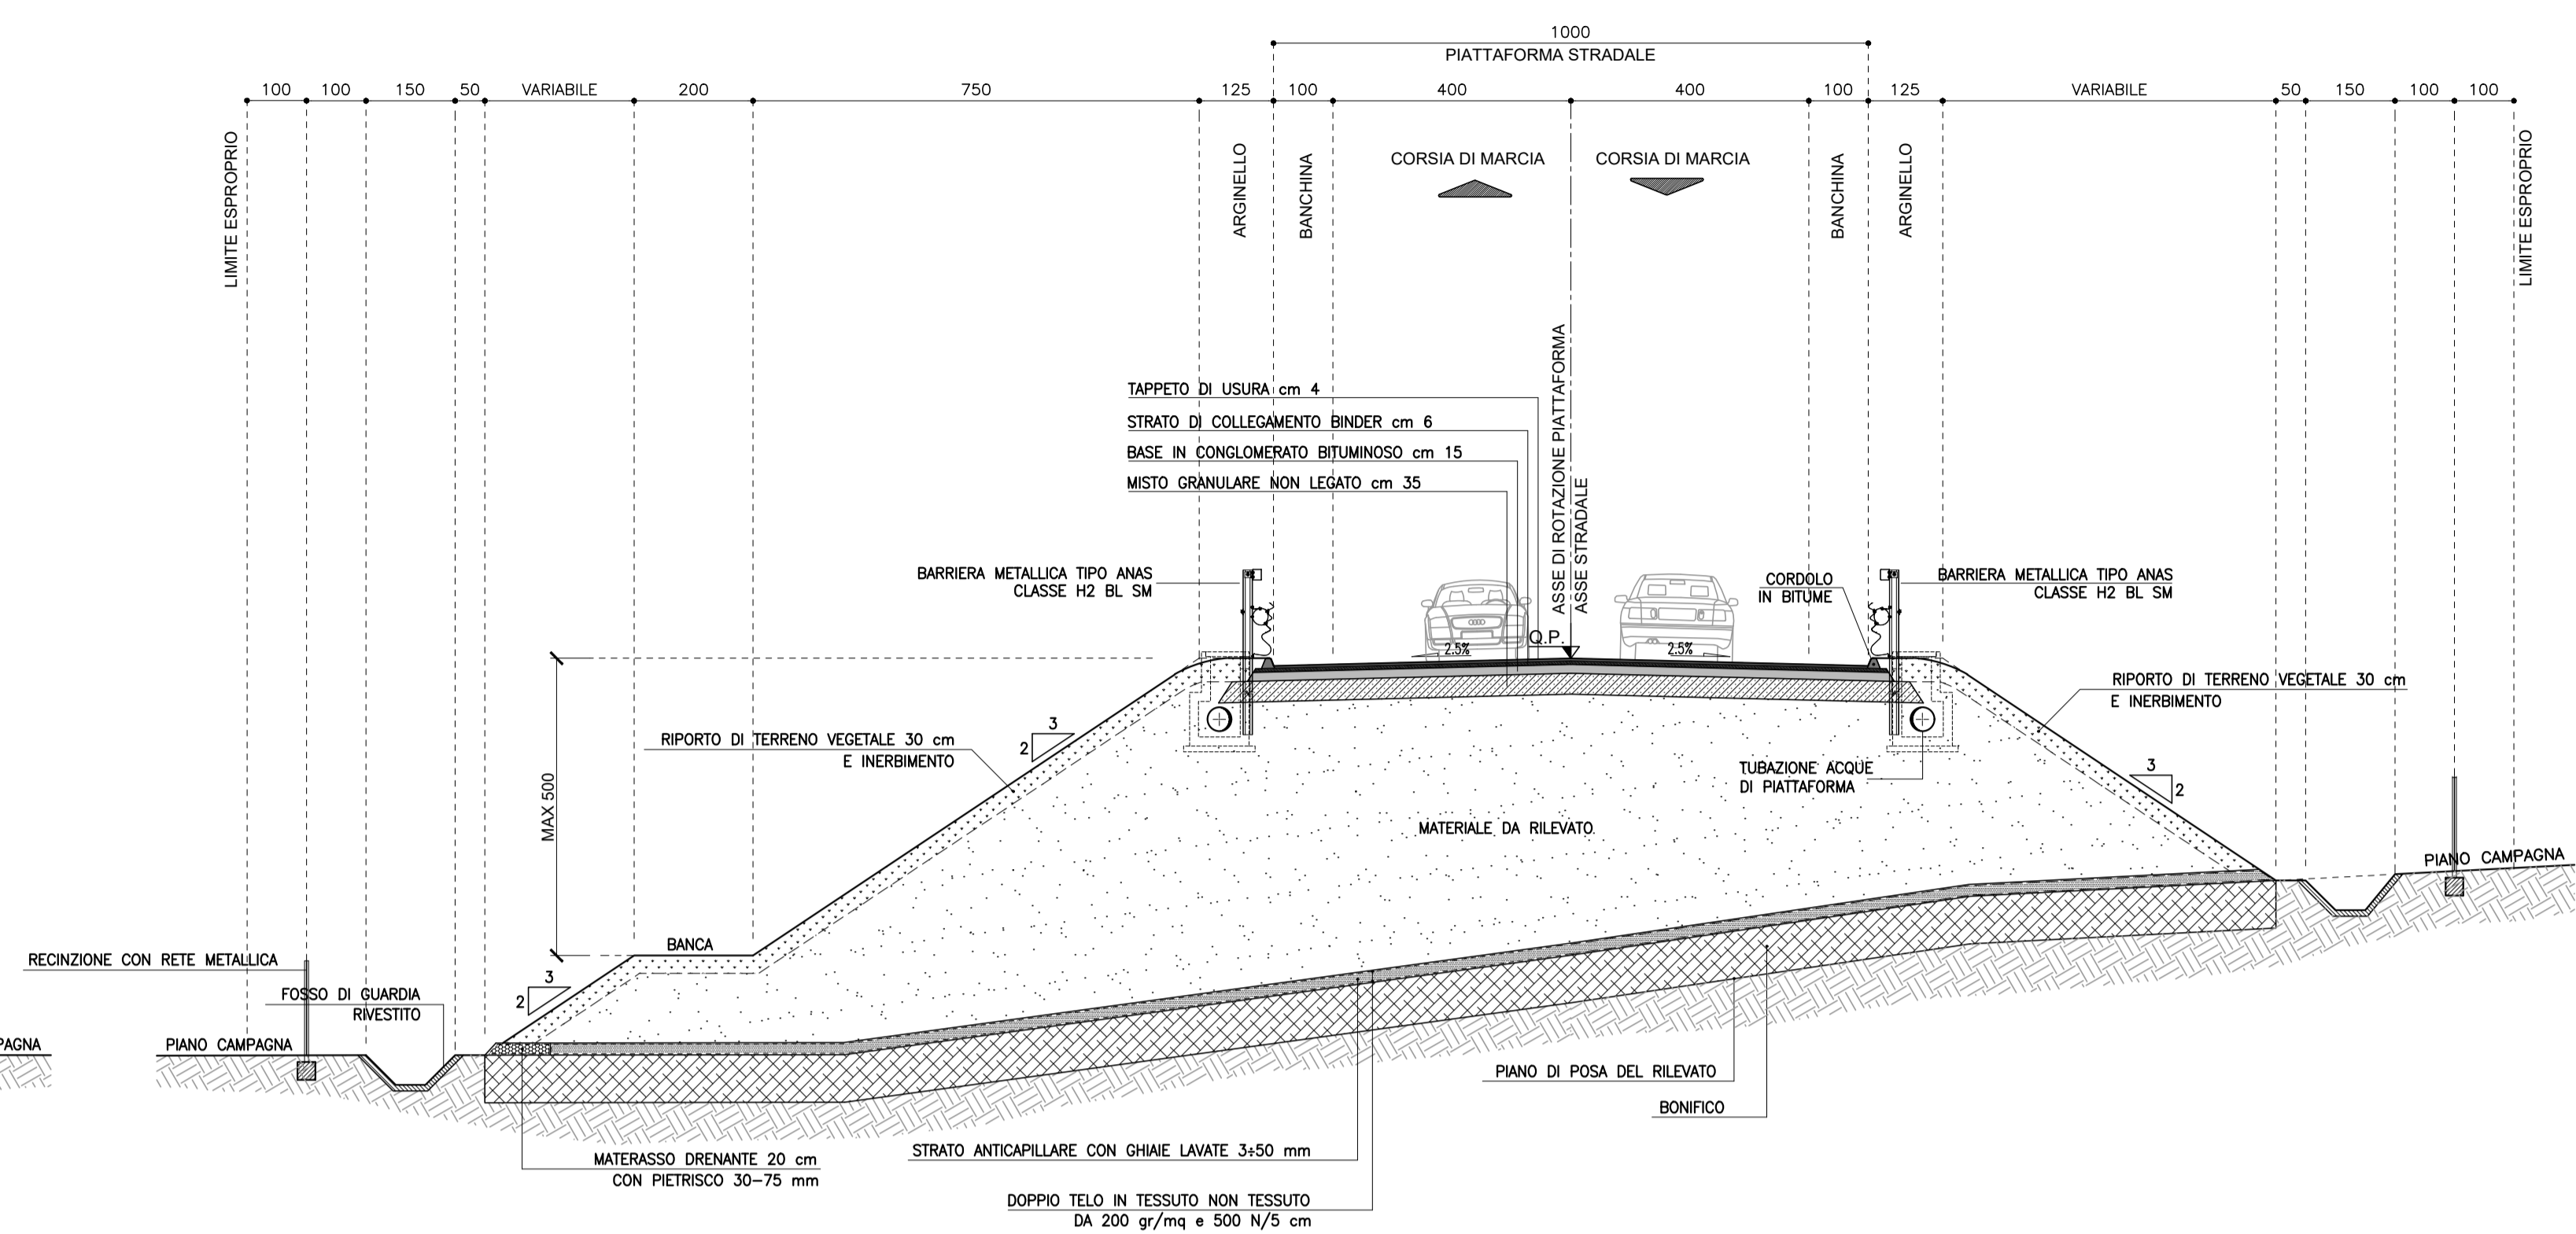 1000
PIATTAFORMA STRADALE
100 100 150 50 VARIABILE 200 750 125 100 400 400 100 125 VARIABILE 50 150 100 100
LIMITE ESPROPRIO
ARGINELLO
BANCHINA
CORSIA DI MARCIA
CORSIA DI MARCIA
BANCHINA
ARGINELLO
LIMITE ESPROPRIO
TAPPETO DI USURA cm 4
STRATO DI COLLEGAMENTO BINDER cm 6
BASE IN CONGLOMERATO BITUMINOSO cm 15
MISTO GRANULARE NON LEGATO cm 35
ASSE DI ROTAZIONE PIATTAFORMA
ASSE STRADALE
BARRIERA METALLICA TIPO ANAS
CLASSE H2 BL SM
CORDOLO
IN BITUME
BARRIERA METALLICA TIPO ANAS
CLASSE H2 BL SM
Q.P.
2.5%
2.5%
RIPORTO DI TERRENO VEGETALE 30 cm
E INERBIMENTO
3
2
RIPORTO DI TERRENO VEGETALE 30 cm
E INERBIMENTO
MAX 500
TUBAZIONE ACQUE
DI PIATTAFORMA
3
2
MATERIALE DA RILEVATO
PIANO CAMPAGNA
BANCA
RECINZIONE CON RETE METALLICA
3
2
FOSSO DI GUARDIA
RIVESTITO
PAGNA
PIANO CAMPAGNA
PIANO DI POSA DEL RILEVATO
BONIFICO
STRATO ANTICAPILLARE CON GHIAIE LAVATE 3÷50 mm
MATERASSO DRENANTE 20 cm
CON PIETRISCO 30-75 mm
DOPPIO TELO IN TESSUTO NON TESSUTO
DA 200 gr/mq e 500 N/5 cm